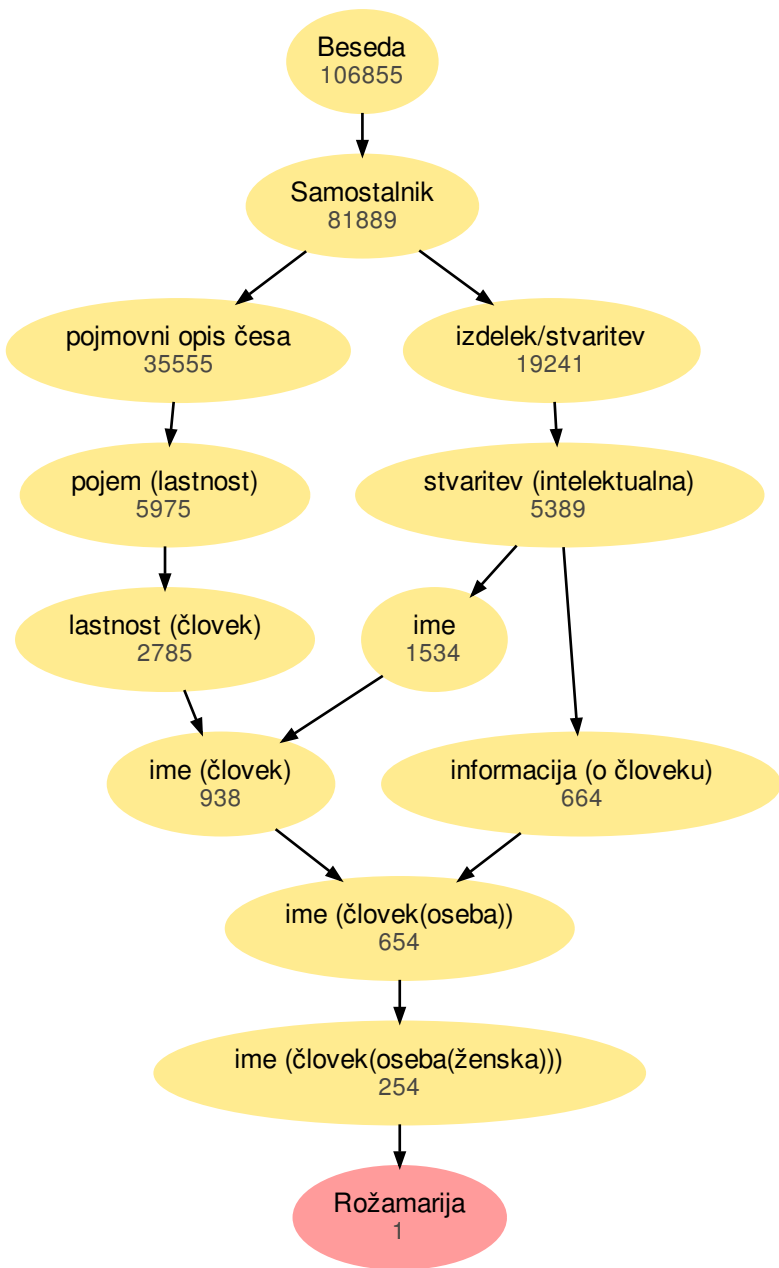 Beseda
106855
Samostalnik
81889
pojmovni opis česa
35555
izdelek/stvaritev
19241
pojem (lastnost)
5975
stvaritev (intelektualna)
5389
lastnost (človek)
2785
ime
1534
ime (človek)
938
informacija (o človeku)
664
ime (človek(oseba))
654
ime (človek(oseba(ženska)))
254
Rožamarija
1